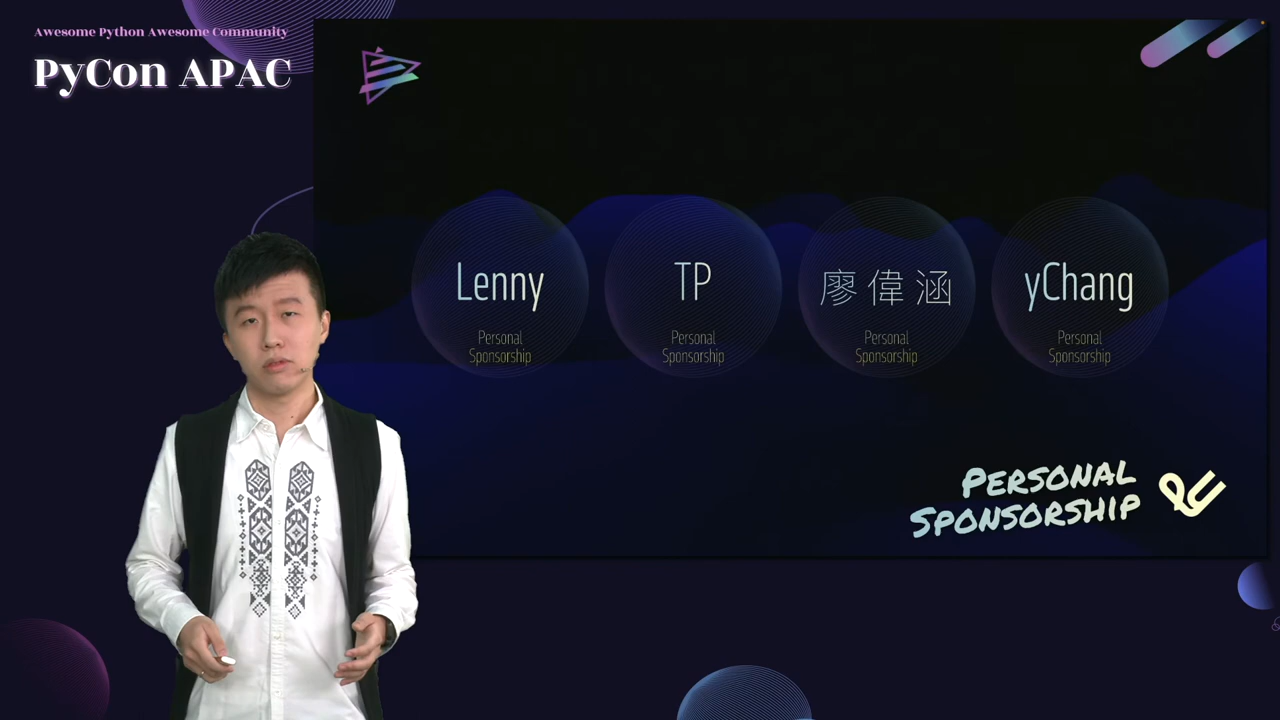 Awesome Python Awesome Community
PyCon APAC
Lenny
Personal
Sponsorship
TP
Personal
Sponsorship
廖偉涵
Personal
Sponsorship
yChang
Personal
Sponsorship
PERSONAL
SPONSORSHIP